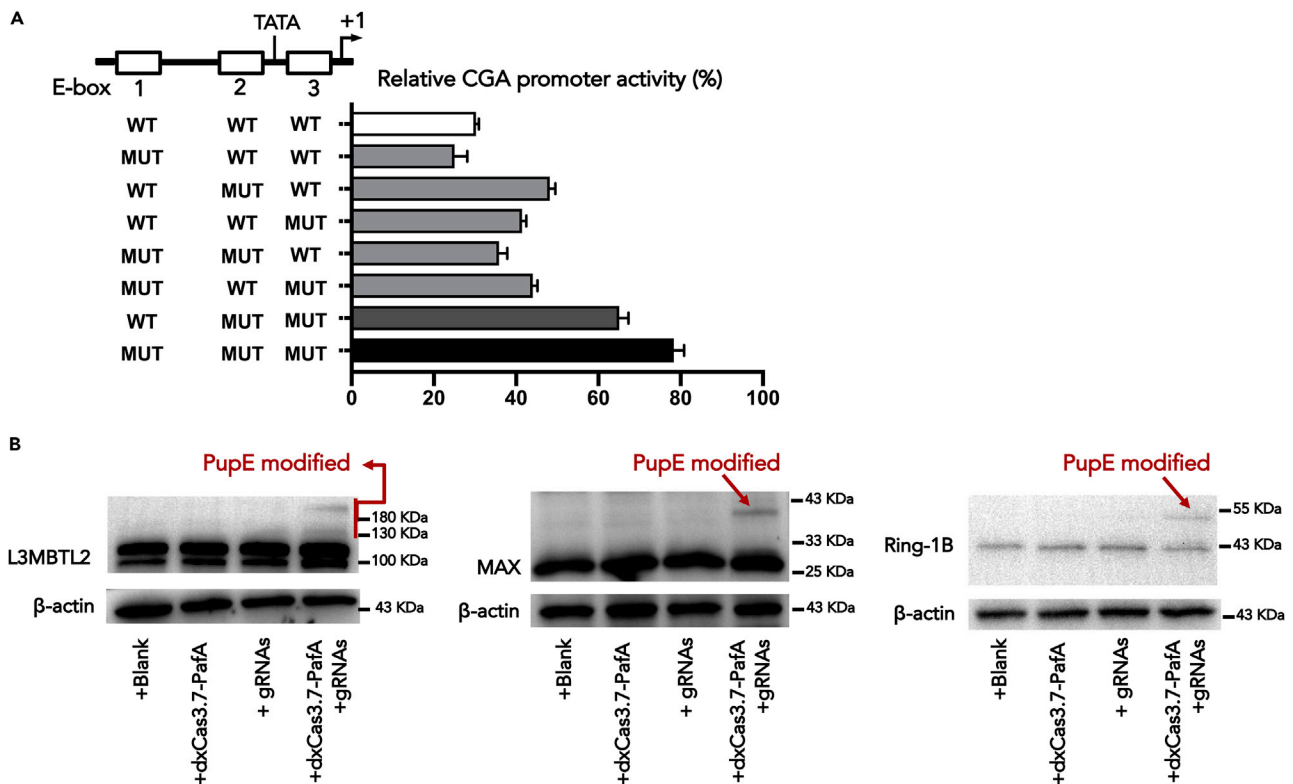 A
TATA
+1
E-box 1 2 3
Relative CGA promoter activity (%)
WT WT WT
MUT WT WT
WT MUT WT
WT WT MUT
MUT MUT WT
MUT WT MUT
WT MUT MUT
MUT MUT MUT
0 20 40 60 80 100
B
PupE modified
180 KDa
130 KDa
L3MBTL2
100 KDa
β-actin
43 KDa
+Blank
+dxCas3.7-PafA
+ gRNAs
+dxCas3.7-PafA
+gRNAs
PupE modified
43 KDa
33 KDa
MAX
25 KDa
β-actin
43 KDa
+Blank
+dxCas3.7-PafA
+ gRNAs
+dxCas3.7-PafA
+gRNAs
PupE modified
55 KDa
Ring-1B
43 KDa
β-actin
43 KDa
+Blank
+dxCas3.7-PafA
+ gRNAs
+dxCas3.7-PafA
+gRNAs